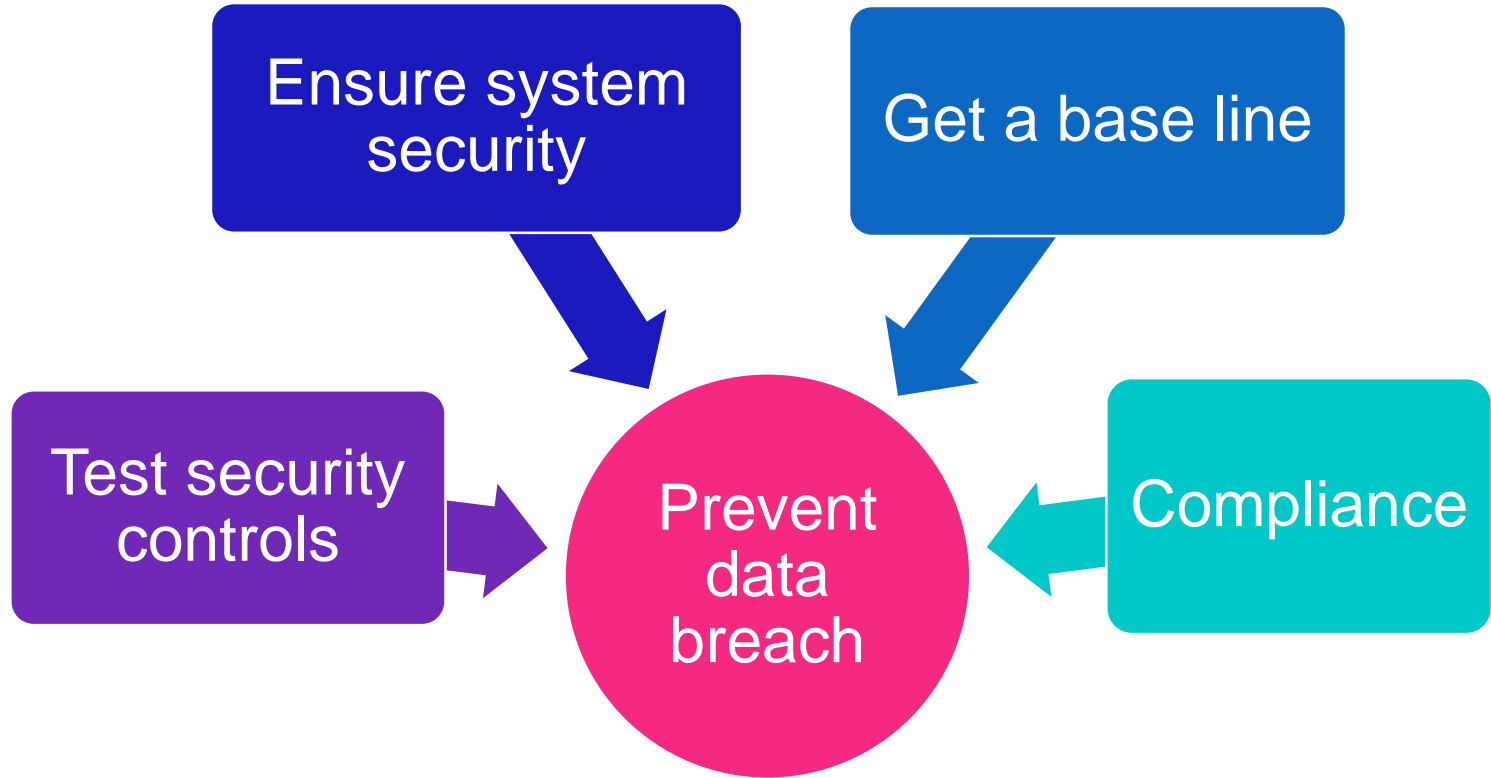 Ensure system
security
Get a base line
Test security
controls
Prevent
data
breach
Compliance